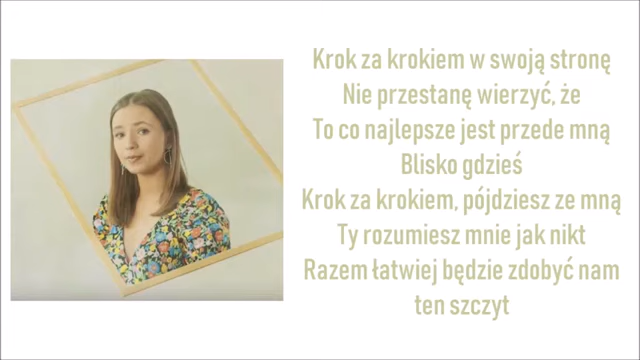 Krok za krokiem w swoją stronę
Nie przestanę wierzyć, że
To co najlepsze jest przede mną
Blisko gdzieś
Krok za krokiem, pójdziesz ze mną
Ty rozumiesz mnie jak nikt
Razem łatwiej będzie zdobyć nam
ten szczyt